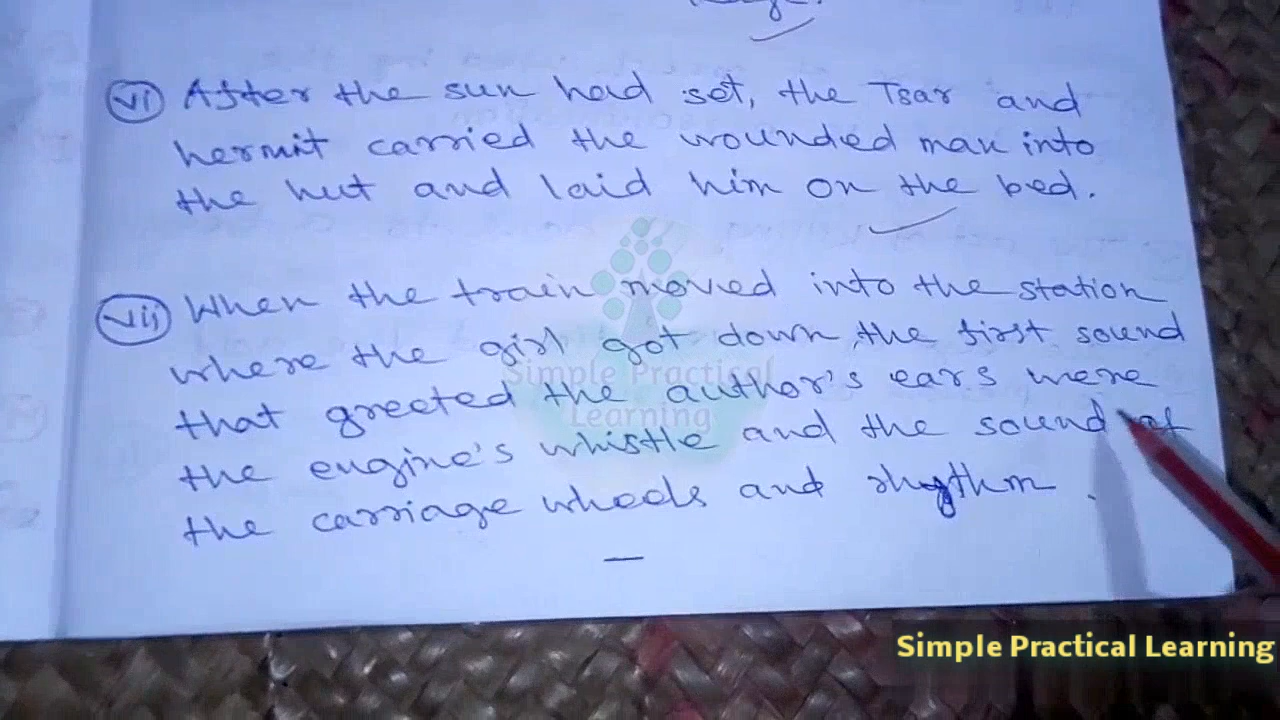 (vi) After the sun had set, the Tsar and
hermit carried the wounded man into
the hut and laid him on the bed.
(vii) When the train moved into the station
where the girl got down, the first sound
that greeted the author's ears were
the engine's whistle and the sound of
the carriage wheels and rhythm.
Simple Practical
Learning
Simple Practical Learning